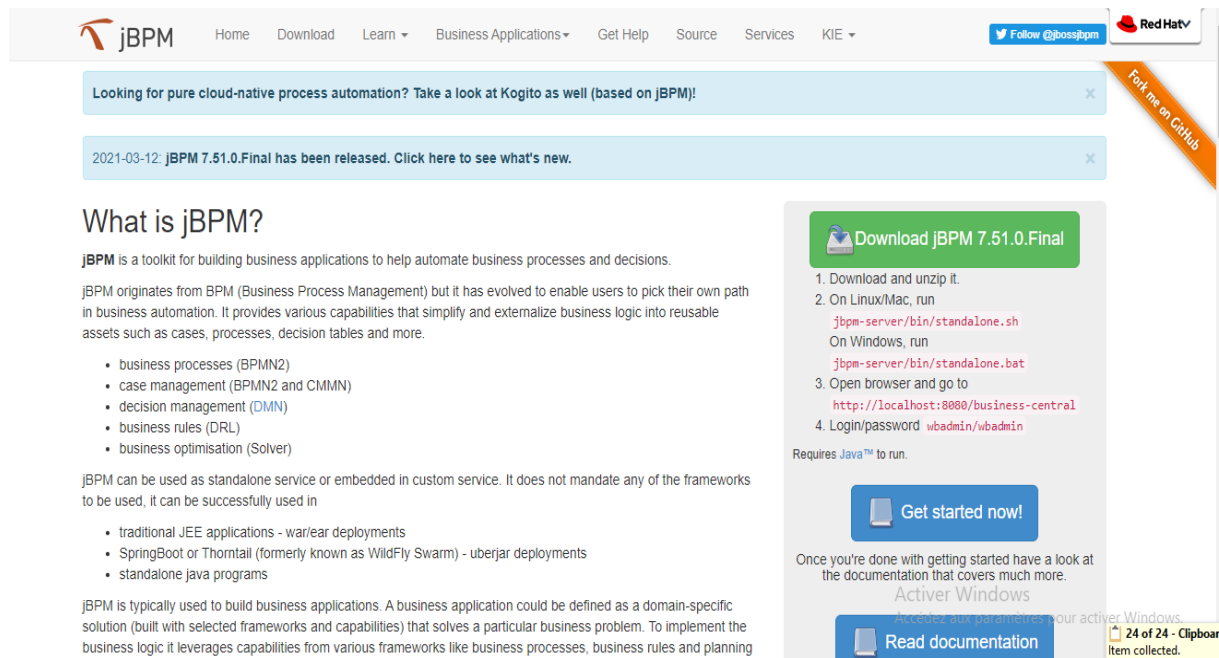 jBPM
Home Download Learn Business Applications Get Help Source Services KIE
Follow @jbossjbpm
Red Hat
Fork me on GitHub
Looking for pure cloud-native process automation? Take a look at Kogito as well (based on jBPM)! ×
2021-03-12: jBPM 7.51.0.Final has been released. Click here to see what's new. ×
What is jBPM?
jBPM is a toolkit for building business applications to help automate business processes and decisions.
jBPM originates from BPM (Business Process Management) but it has evolved to enable users to pick their own path
in business automation. It provides various capabilities that simplify and externalize business logic into reusable
assets such as cases, processes, decision tables and more.
• business processes (BPMN2)
• case management (BPMN2 and CMMN)
• decision management (DMN)
• business rules (DRL)
• business optimisation (Solver)
jBPM can be used as standalone service or embedded in custom service. It does not mandate any of the frameworks
to be used, it can be successfully used in
• traditional JEE applications - war/ear deployments
• SpringBoot or Thorntail (formerly known as WildFly Swarm) - uberjar deployments
• standalone java programs
jBPM is typically used to build business applications. A business application could be defined as a domain-specific
solution (built with selected frameworks and capabilities) that solves a particular business problem. To implement the
business logic it leverages capabilities from various frameworks like business processes, business rules and planning
Download jBPM 7.51.0.Final
1. Download and unzip it.
2. On Linux/Mac, run
jbpm-server/bin/standalone.sh
On Windows, run
jbpm-server/bin/standalone.bat
3. Open browser and go to
http://localhost:8080/business-central
4. Login/password wbadmin/wbadmin
Requires Java™ to run.
Get started now!
Once you're done with getting started have a look at
the documentation that covers much more.
Activer Windows
Accédez aux paramètres pour activer Windows.
Read documentation
24 of 24 - Clipboar
Item collected.